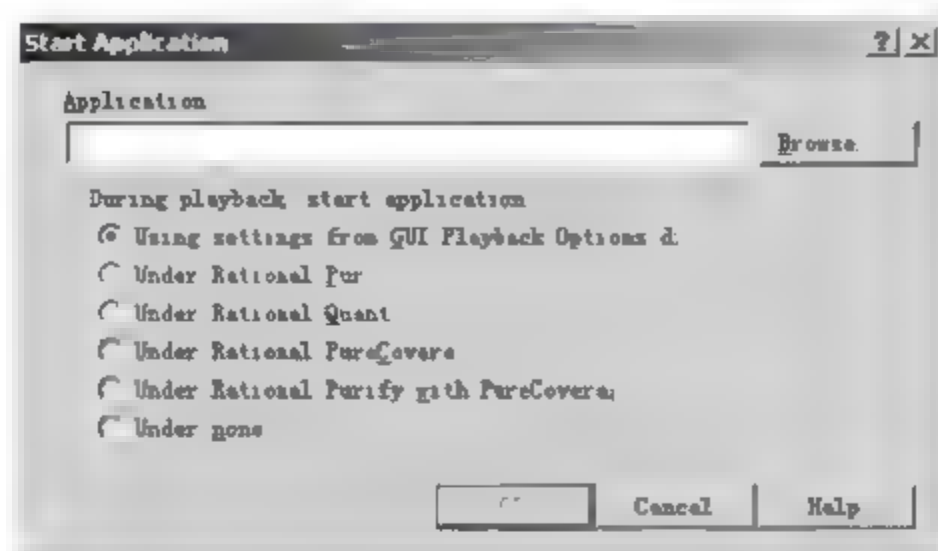 Start Application
Application
Browse
During playback, start application
Using settings from GUI Playback Options d
Under Rational Pur
Under Rational Quant
Under Rational PureCovera
Under Rational Purify with PureCovera
Under none
Cancel
Help